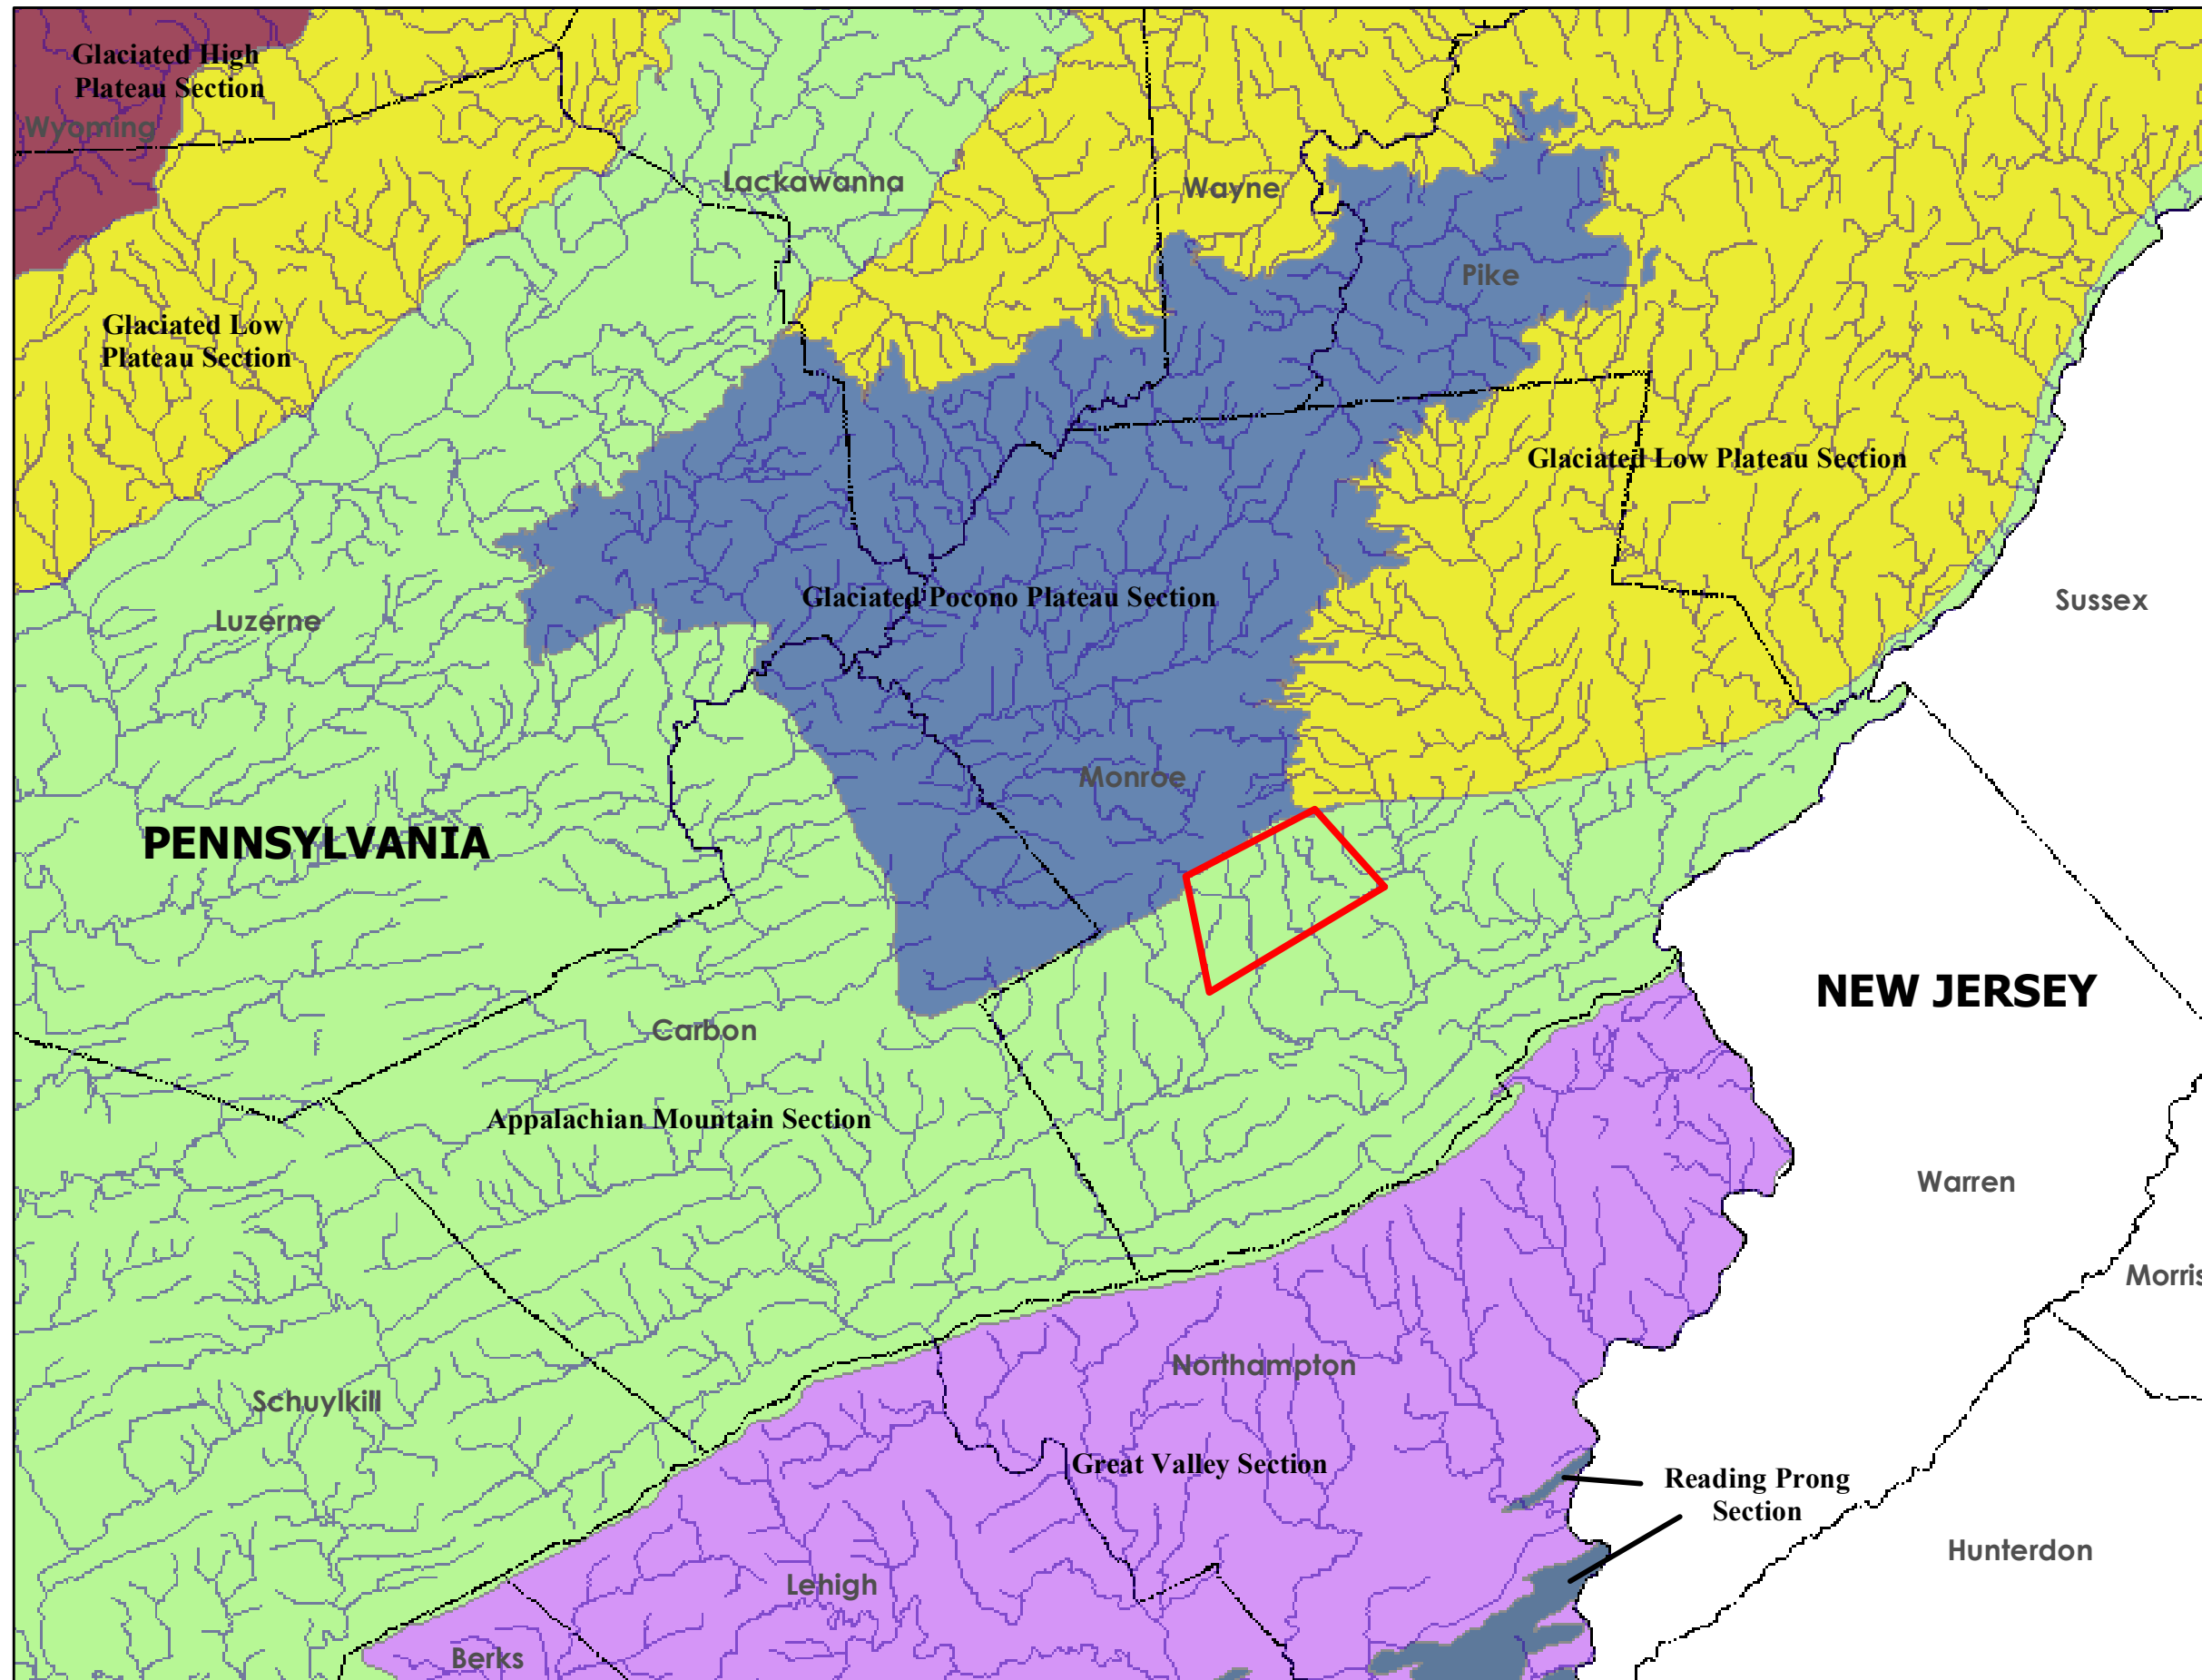 Glaciated High
Plateau Section
Wyoming
Lackawanna
Wayne
Pike
Glaciated Low
Plateau Section
Glaciated Low Plateau Section
Glaciated Pocono Plateau Section
Sussex
Luzerne
Monroe
PENNSYLVANIA
NEW JERSEY
Carbon
Appalachian Mountain Section
Warren
Morris
Northampton
Schuylkill
Great Valley Section
Reading Prong
Section
Hunterdon
Lehigh
Berks